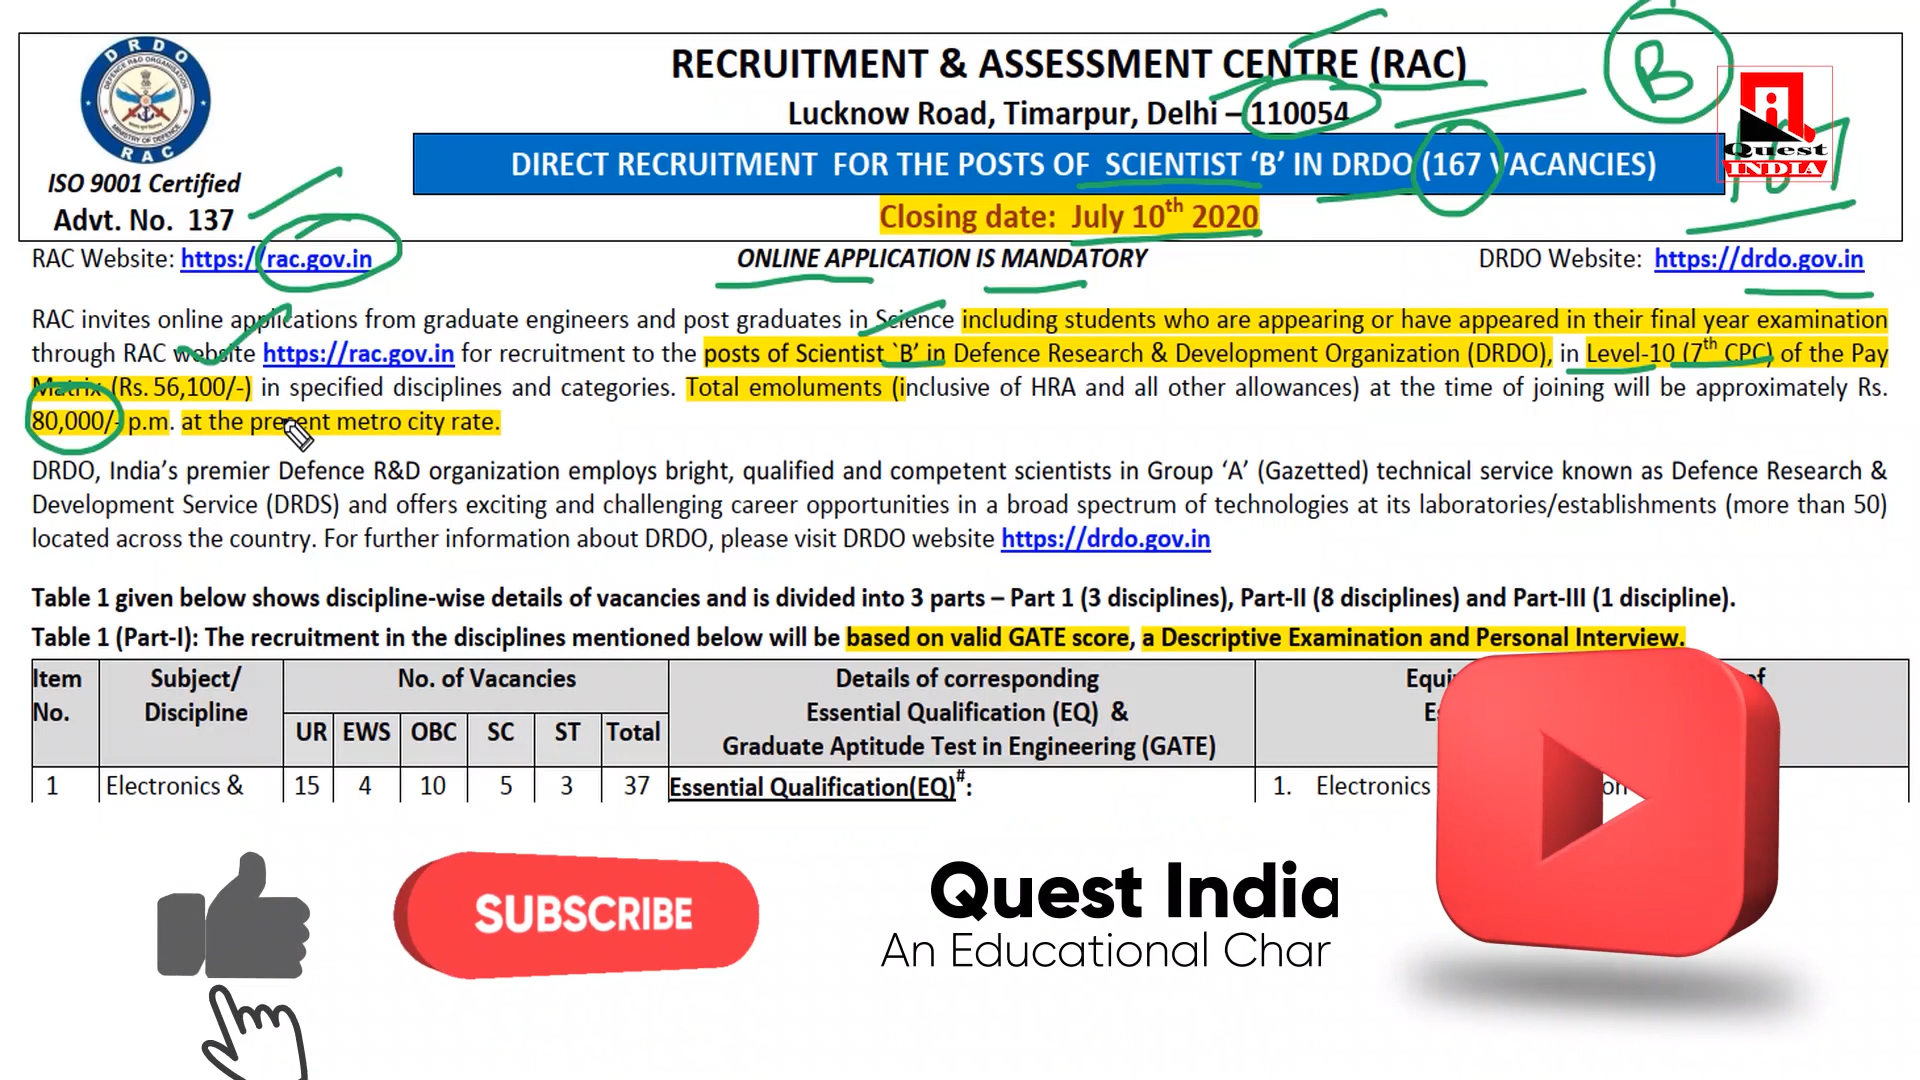 DRDO
DEFENCE R&D ORGANISATION
MINISTRY OF DEFENCE
RAC
ISO 9001 Certified
Advt. No. 137
RECRUITMENT & ASSESSMENT CENTRE (RAC)
Lucknow Road, Timarpur, Delhi – 110054
DIRECT RECRUITMENT FOR THE POSTS OF SCIENTIST ‘B’ IN DRDO (167 VACANCIES)
Closing date: July 10th 2020
B
Quest
INDIA
RAC Website: https://rac.gov.in
ONLINE APPLICATION IS MANDATORY
DRDO Website: https://drdo.gov.in
RAC invites online applications from graduate engineers and post graduates in Science including students who are appearing or have appeared in their final year examination
through RAC website https://rac.gov.in for recruitment to the posts of Scientist `B’ in Defence Research & Development Organization (DRDO), in Level-10 (7th CPC) of the Pay
Matrix (Rs. 56,100/-) in specified disciplines and categories. Total emoluments (inclusive of HRA and all other allowances) at the time of joining will be approximately Rs.
80,000/- p.m. at the present metro city rate.
DRDO, India’s premier Defence R&D organization employs bright, qualified and competent scientists in Group ‘A’ (Gazetted) technical service known as Defence Research &
Development Service (DRDS) and offers exciting and challenging career opportunities in a broad spectrum of technologies at its laboratories/establishments (more than 50)
located across the country. For further information about DRDO, please visit DRDO website https://drdo.gov.in
Table 1 given below shows discipline-wise details of vacancies and is divided into 3 parts – Part 1 (3 disciplines), Part-II (8 disciplines) and Part-III (1 discipline).
Table 1 (Part-I): The recruitment in the disciplines mentioned below will be based on valid GATE score, a Descriptive Examination and Personal Interview.
Item No.
Subject/ Discipline
No. of Vacancies
UR EWS OBC SC ST Total
Details of corresponding
Essential Qualification (EQ) &
Graduate Aptitude Test in Engineering (GATE)
1 Electronics & 15 4 10 5 3 37 Essential Qualification(EQ)#: 1. Electronics
SUBSCRIBE
Quest India
An Educational Char